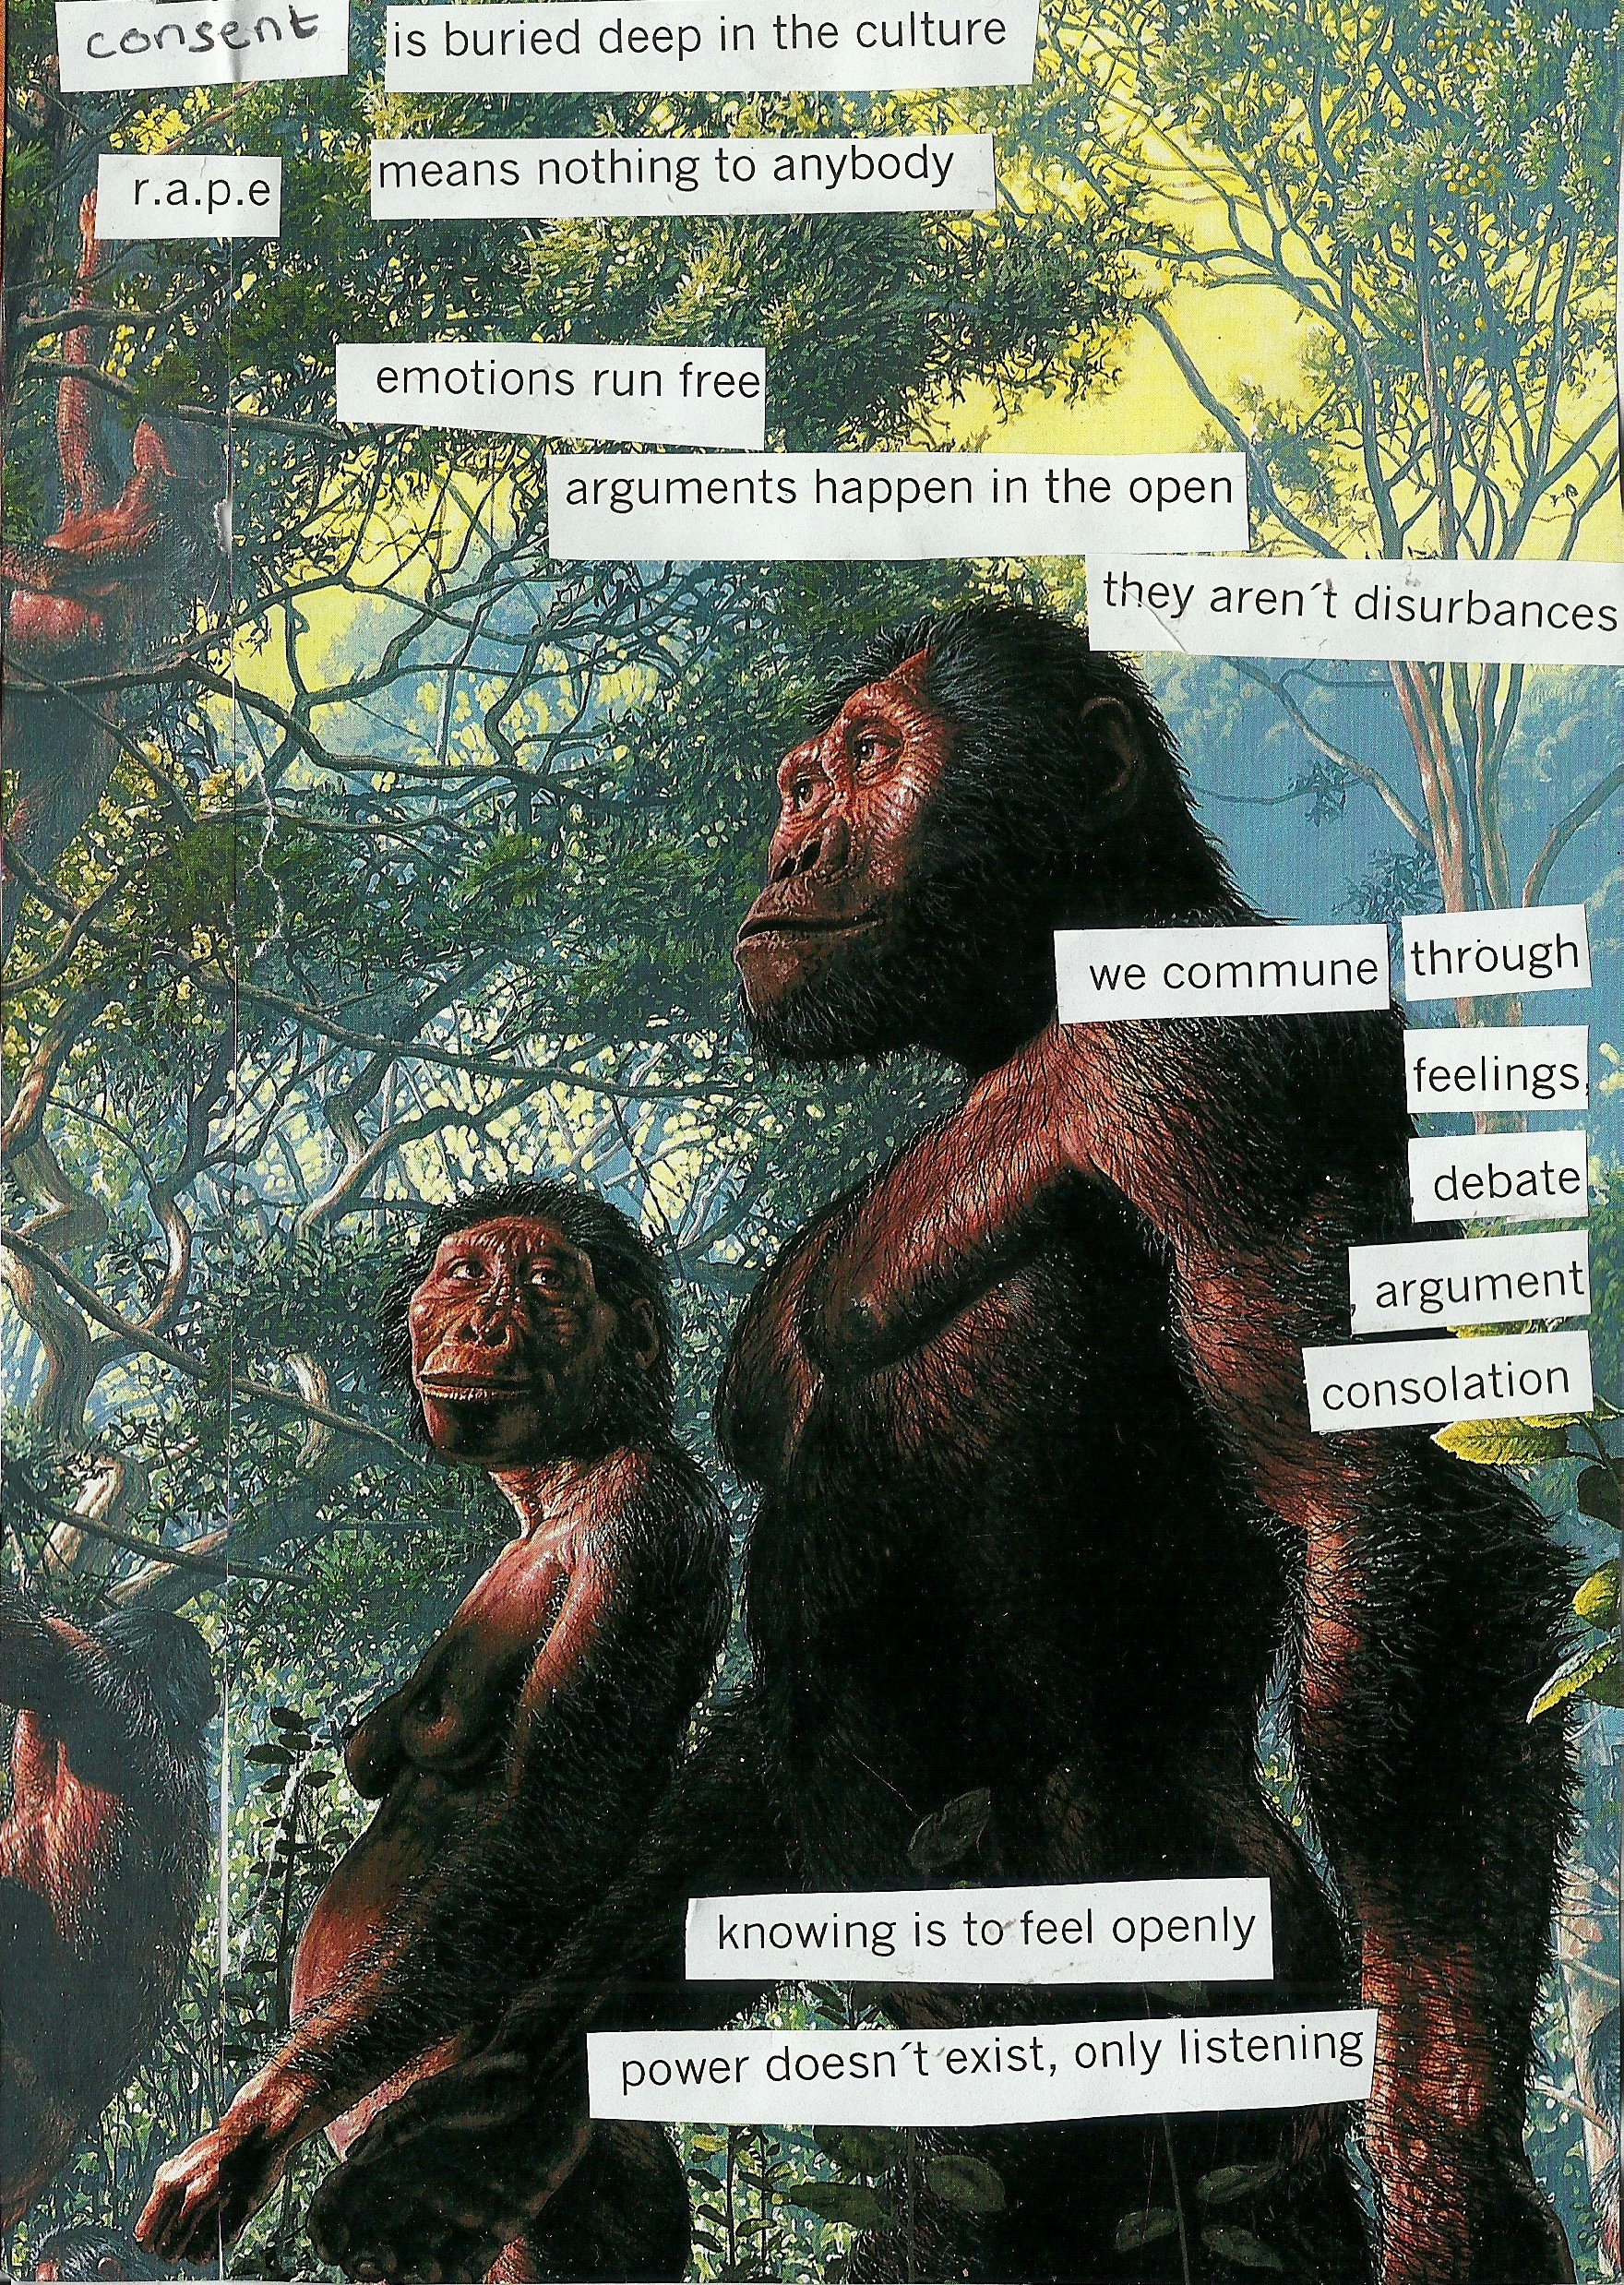 consent is buried deep in the culture
r.a.p.e means nothing to anybody
emotions run free
arguments happen in the open
they aren´t disurbances
we commune through
feelings,
, debate
, argument
consolation
knowing is to feel openly
power doesn´t exist, only listening